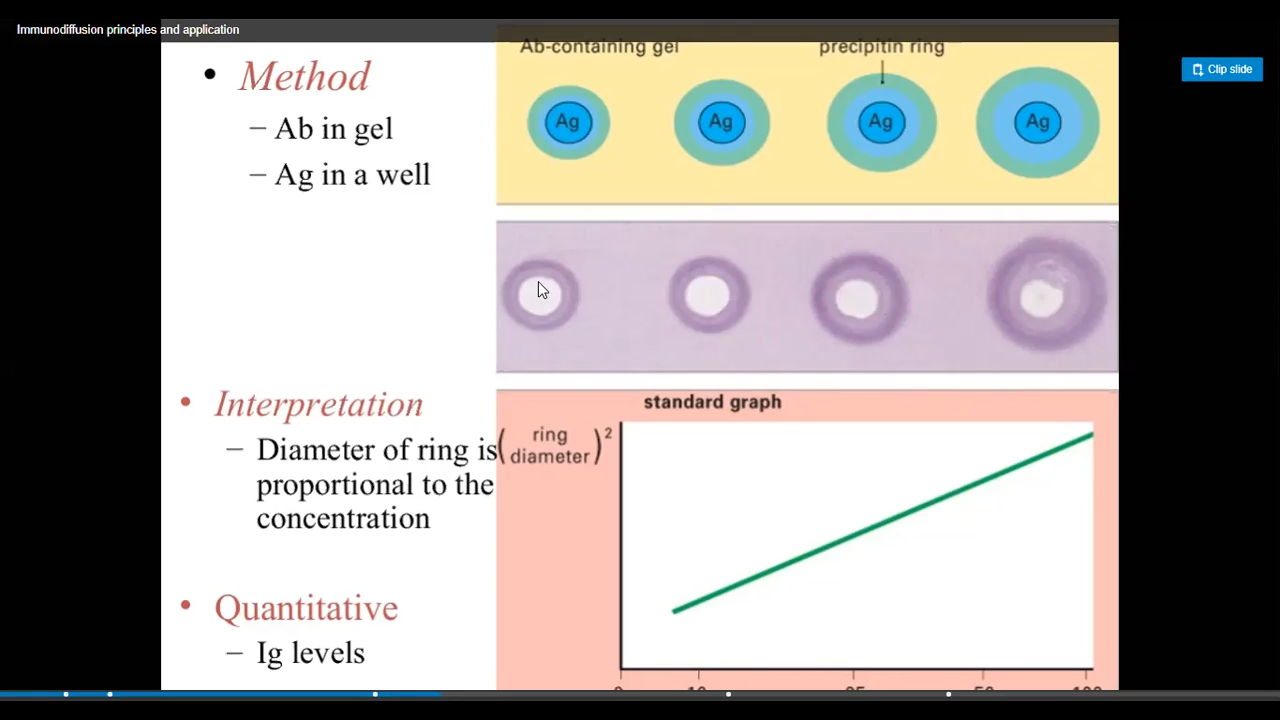 Immunodiffusion principles and application
Clip slide
• Method
– Ab in gel
– Ag in a well
Ab-containing gel
precipitin ring
Ag
Ag
Ag
Ag
• Interpretation
– Diameter of ring is
proportional to the
concentration
• Quantitative
– Ig levels
standard graph
( ring diameter )²